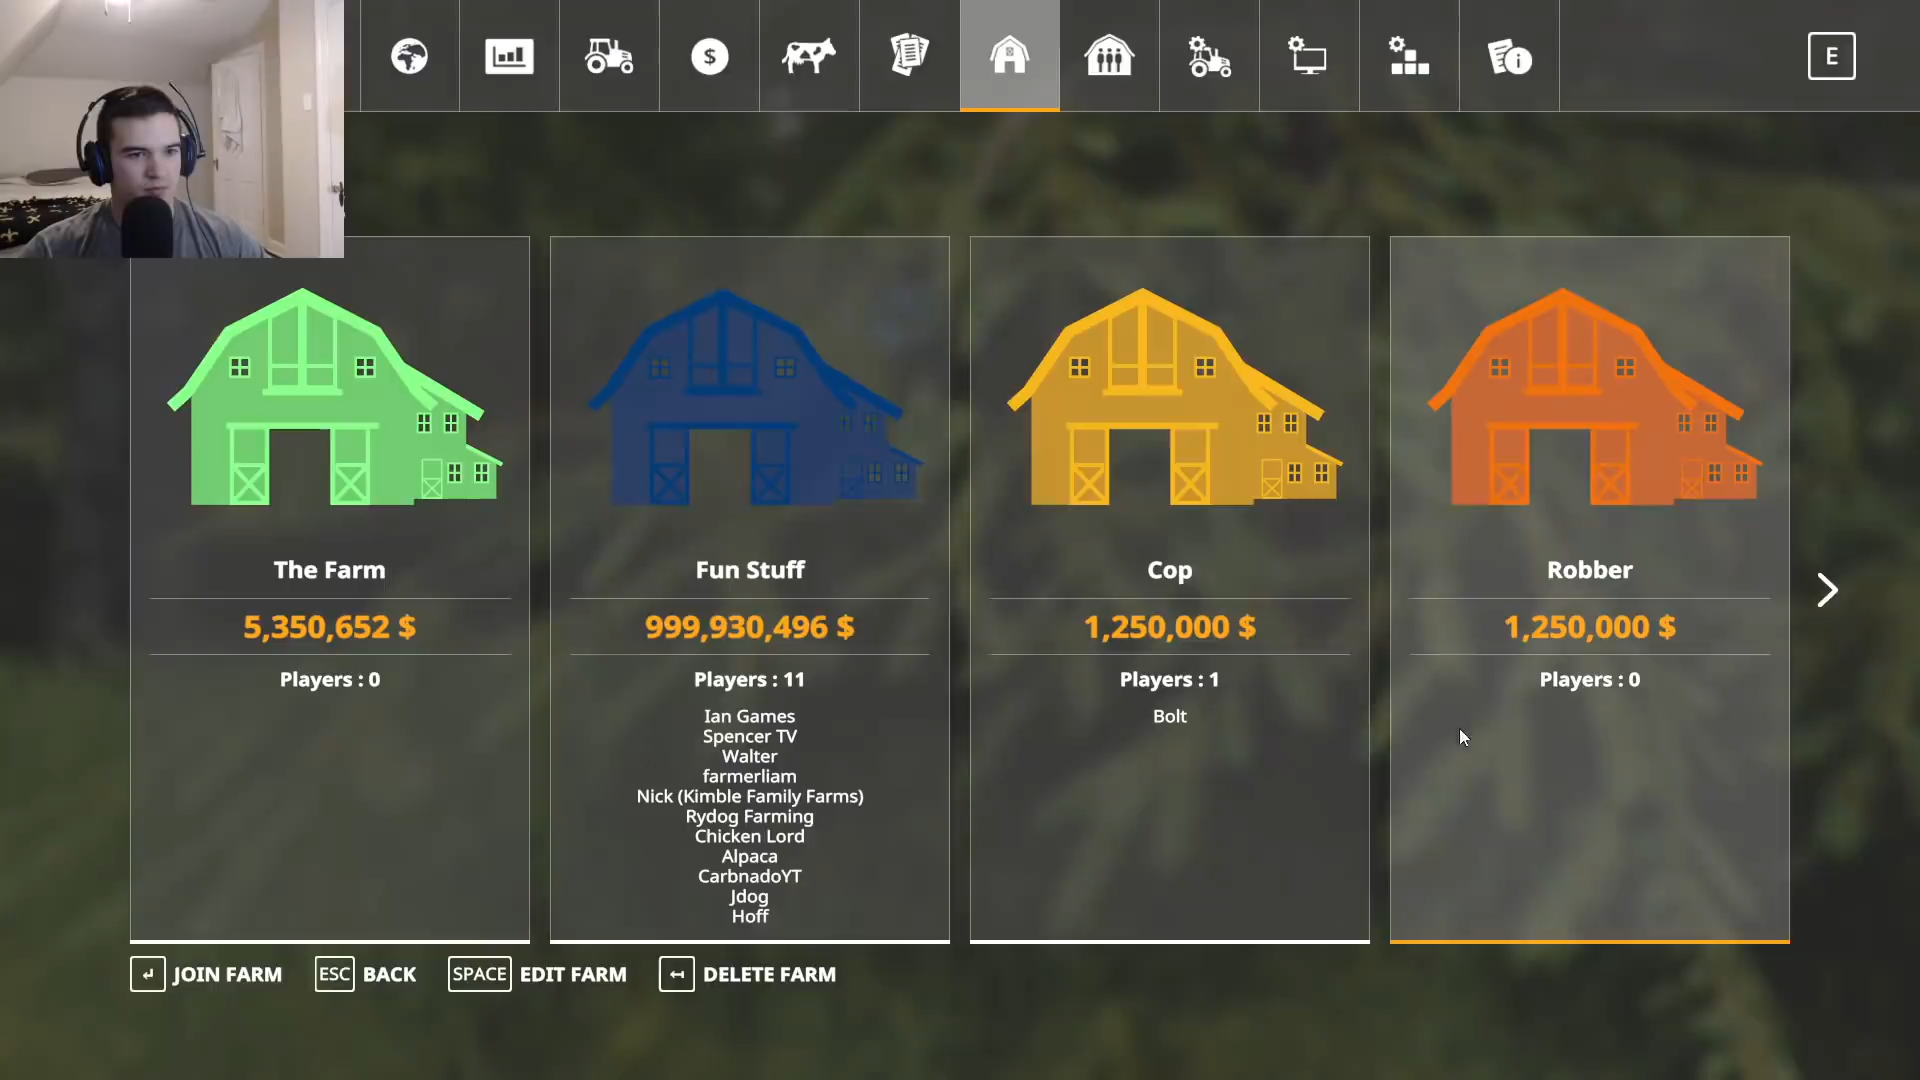 $
E
The Farm
5,350,652 $
Players : 0
Fun Stuff
999,930,496 $
Players : 11
Ian Games
Spencer TV
Walter
farmerliam
Nick (Kimble Family Farms)
Rydog Farming
Chicken Lord
Alpaca
CarbnadoYT
Jdog
Hoff
Cop
1,250,000 $
Players : 1
Bolt
Robber
1,250,000 $
Players : 0
JOIN FARM
ESC BACK
SPACE EDIT FARM
DELETE FARM